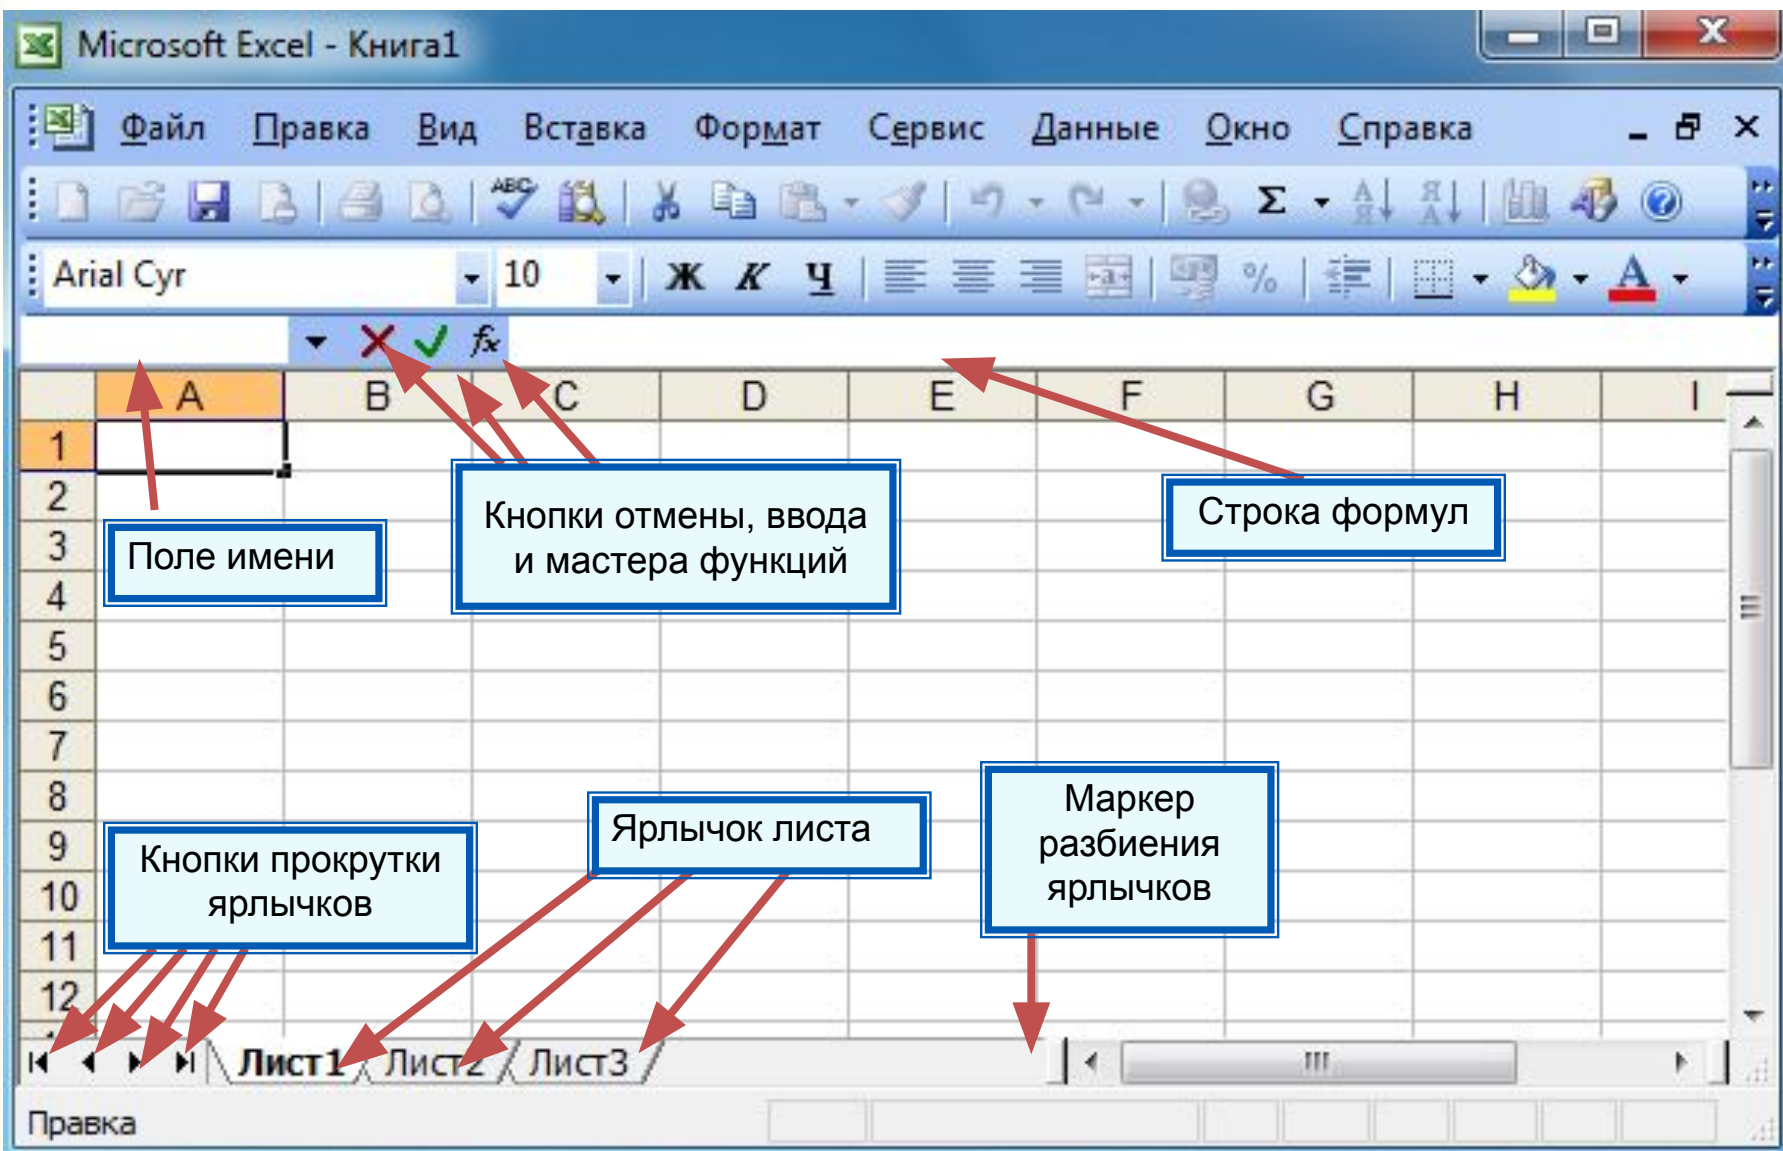 Microsoft Excel - Книга1
Файл Правка Вид Вставка Формат Сервис Данные Окно Справка
ABC Σ А Я Я А
Arial Cyr 10 Ж К Ч а %  А
fx
A B C D E F G H I
1
2
Кнопки отмены, ввода
Строка формул
3
Поле имени
и мастера функций
4
5
6
7
8
Маркер
Ярлычок листа
разбиения
9
Кнопки прокрутки
ярлычков
10
ярлычков
11
12
Лист1 Лист2 Лист3
Правка